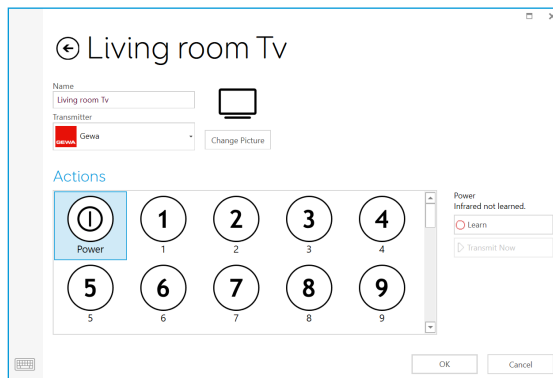 Living room Tv
Name
Living room Tv
Transmitter
GEWA Gewa
Change Picture
Actions
1 2 3 4
Power 1 2 3 4
5 6 7 8 9
5 6 7 8 9
Power
Infrared not learned.
Learn
Transmit Now
OK Cancel